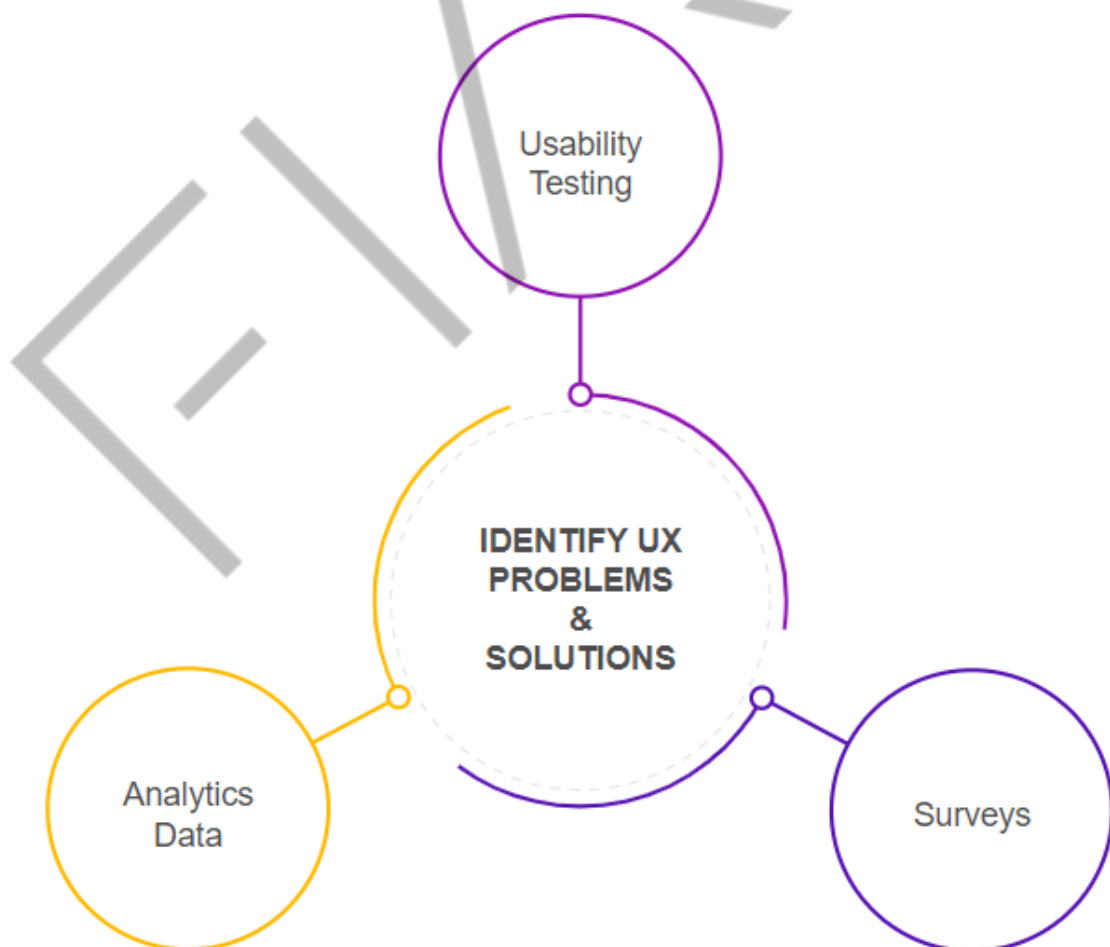 Usability
Testing
IDENTIFY UX
PROBLEMS
&
SOLUTIONS
Analytics
Data
Surveys